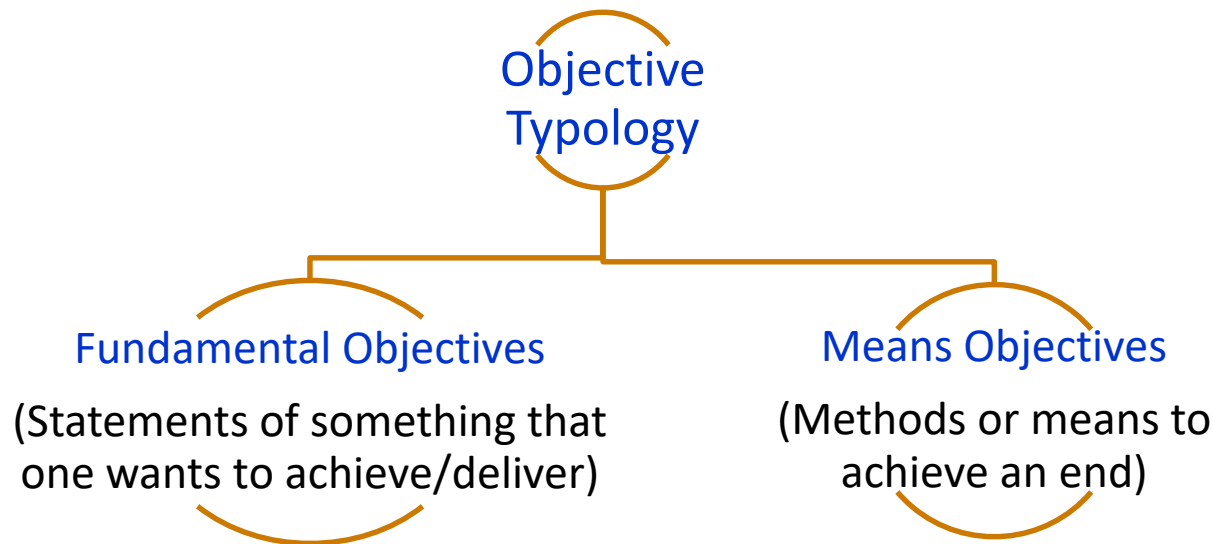 Objective
Typology
Fundamental Objectives
(Statements of something that
one wants to achieve/deliver)
Means Objectives
(Methods or means to
achieve an end)